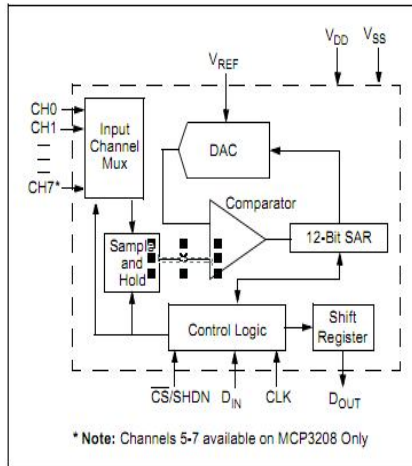 VDD
VSS
VREF
CH0
CH1
CH7*
Input
Channel
Mux
DAC
Comparator
Sample
and
Hold
12-Bit SAR
Control Logic
Shift
Register
CS/SHDN
DIN
CLK
DOUT
* Note: Channels 5-7 available on MCP3208 Only